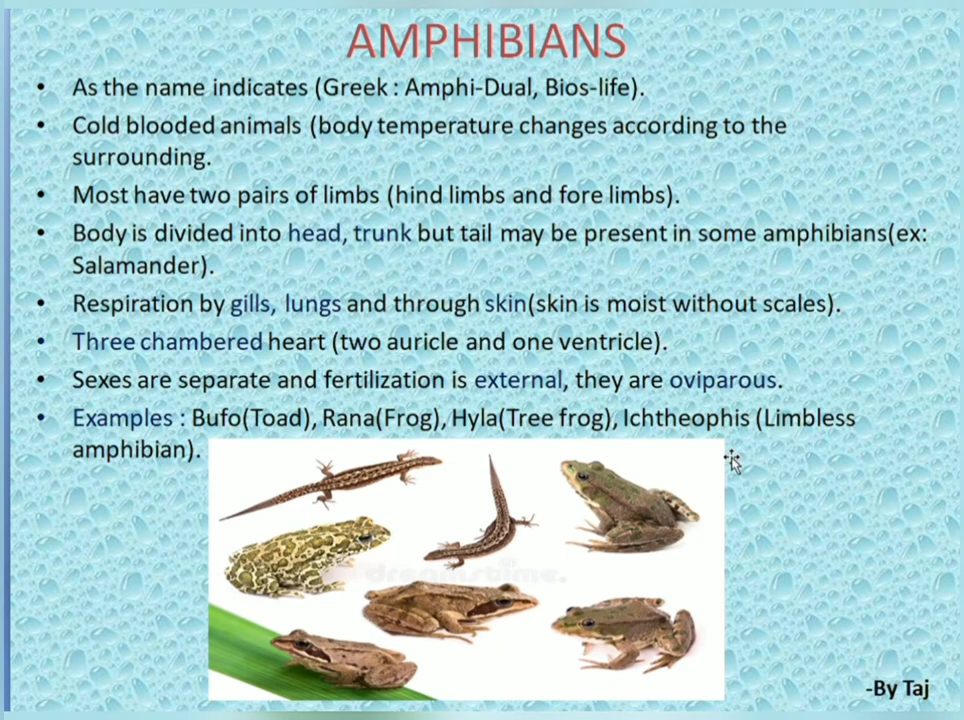 AMPHIBIANS
• As the name indicates (Greek : Amphi-Dual, Bios-life).
• Cold blooded animals (body temperature changes according to the
surrounding.
• Most have two pairs of limbs (hind limbs and fore limbs).
• Body is divided into head, trunk but tail may be present in some amphibians(ex:
Salamander).
• Respiration by gills, lungs and through skin(skin is moist without scales).
• Three chambered heart (two auricle and one ventricle).
• Sexes are separate and fertilization is external, they are oviparous.
• Examples : Bufo(Toad), Rana(Frog), Hyla(Tree frog), Ichtheophis (Limbless
amphibian).
dreamstime.
-By Taj